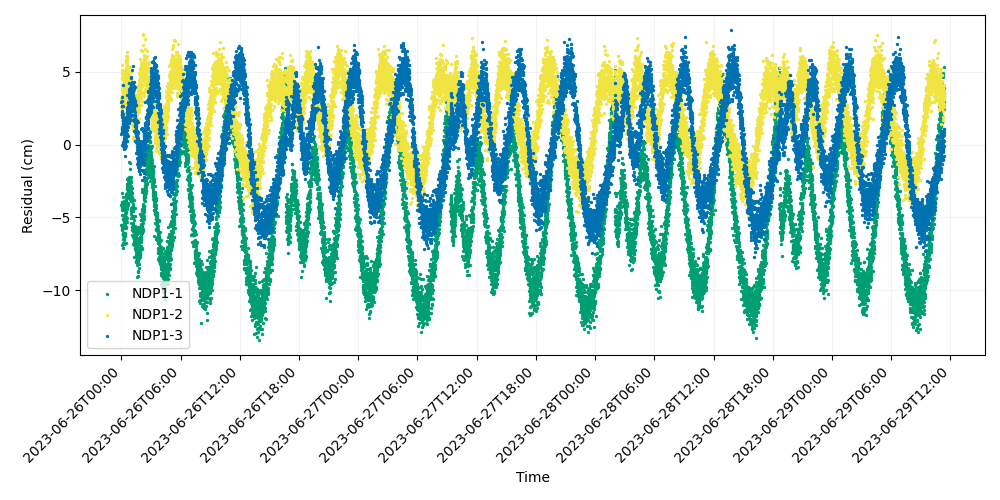 5
0
−5
−10
Residual (cm)
NDP1-1
NDP1-2
NDP1-3
2023-06-26T00:00
2023-06-26T06:00
2023-06-26T12:00
2023-06-26T18:00
2023-06-27T00:00
2023-06-27T06:00
2023-06-27T12:00
2023-06-27T18:00
2023-06-28T00:00
2023-06-28T06:00
2023-06-28T12:00
2023-06-28T18:00
2023-06-29T00:00
2023-06-29T06:00
2023-06-29T12:00
Time